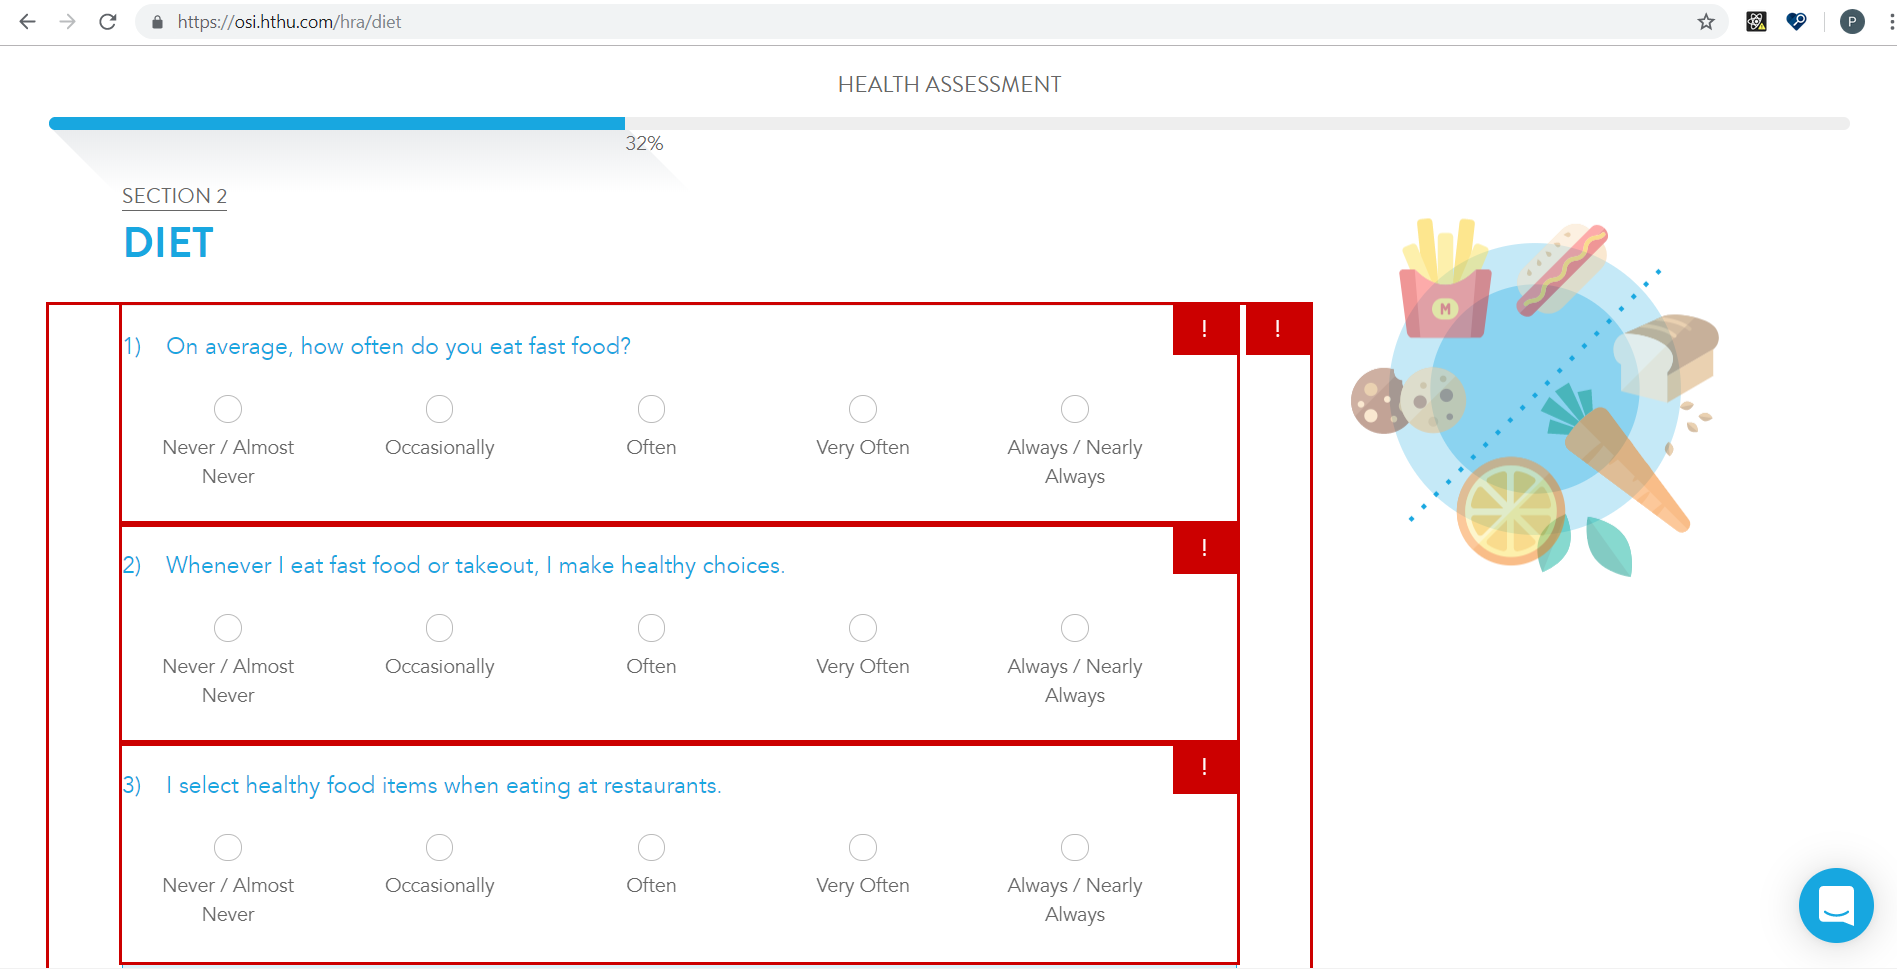 https://osi.hthu.com/hra/diet
P
HEALTH ASSESSMENT
32%
SECTION 2
DIET
M
! !
1) On average, how often do you eat fast food?
Never / Almost Never
Occasionally
Often
Very Often
Always / Nearly Always
!
2) Whenever I eat fast food or takeout, I make healthy choices.
Never / Almost Never
Occasionally
Often
Very Often
Always / Nearly Always
!
3) I select healthy food items when eating at restaurants.
Never / Almost Never
Occasionally
Often
Very Often
Always / Nearly Always